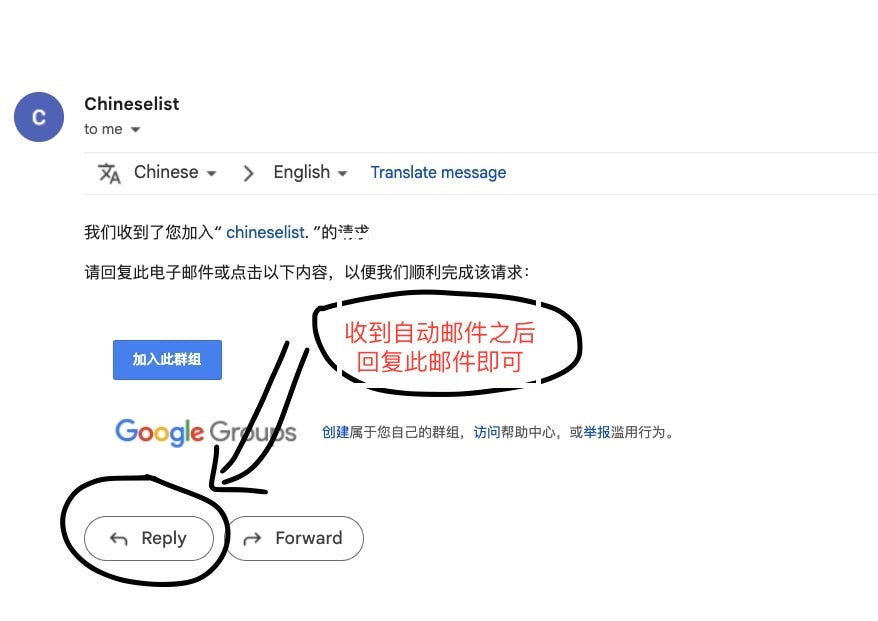 C
Chineselist
to me
Chinese English Translate message
我们收到了您加入“ chineselist. ”的请求
请回复此电子邮件或点击以下内容，以便我们顺利完成该请求：
收到自动邮件之后
回复此邮件即可
加入此群组
Google Groups 创建属于您自己的群组，访问帮助中心，或举报滥用行为。
Reply Forward